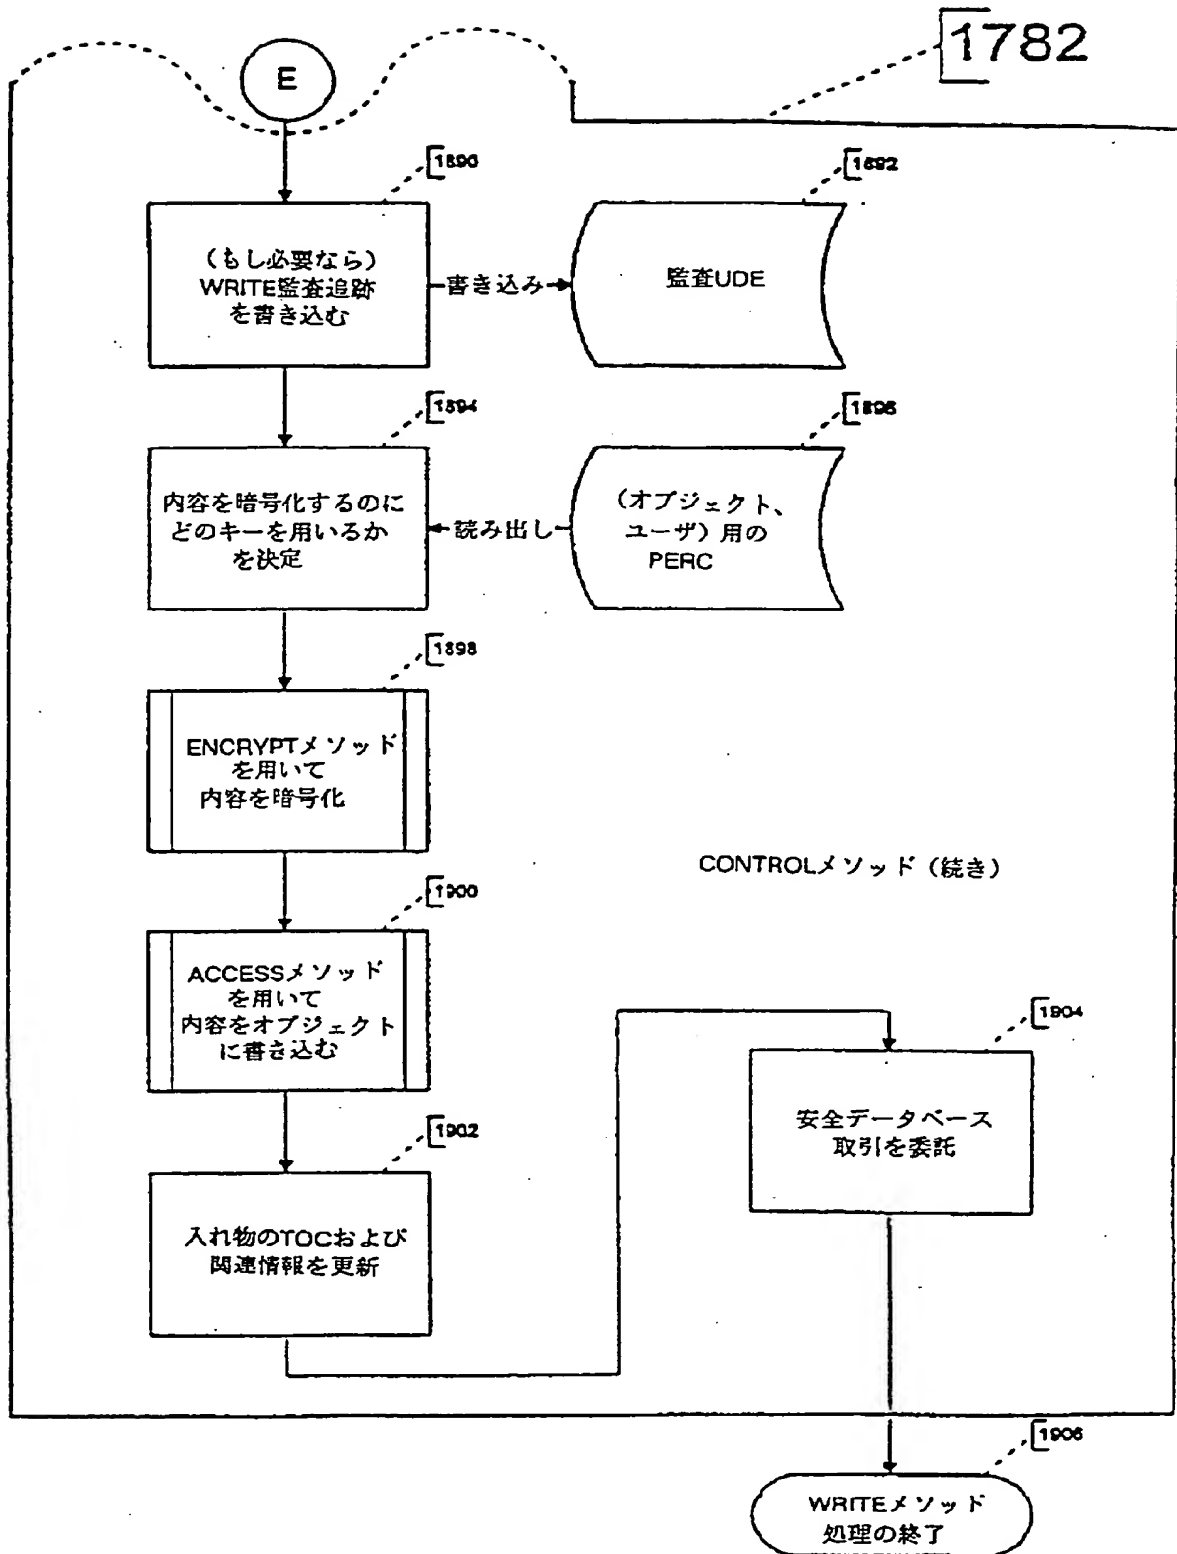 1782
E
1890
(もし必要なら)
WRITE監査追跡
を書き込む
書き込み
1892
監査UDE
1894
内容を暗号化するのに
どのキーを用いるか
を決定
読み出し
1896
(オブジェクト、
ユーザ)用の
PERC
1898
ENCRYPTメソッド
を用いて
内容を暗号化
CONTROLメソッド(続き)
1900
ACCESSメソッド
を用いて
内容をオブジェクト
に書き込む
1902
入れ物のTOCおよび
関連情報を更新
1904
安全データベース
取引を委託
1906
WRITEメソッド
処理の終了